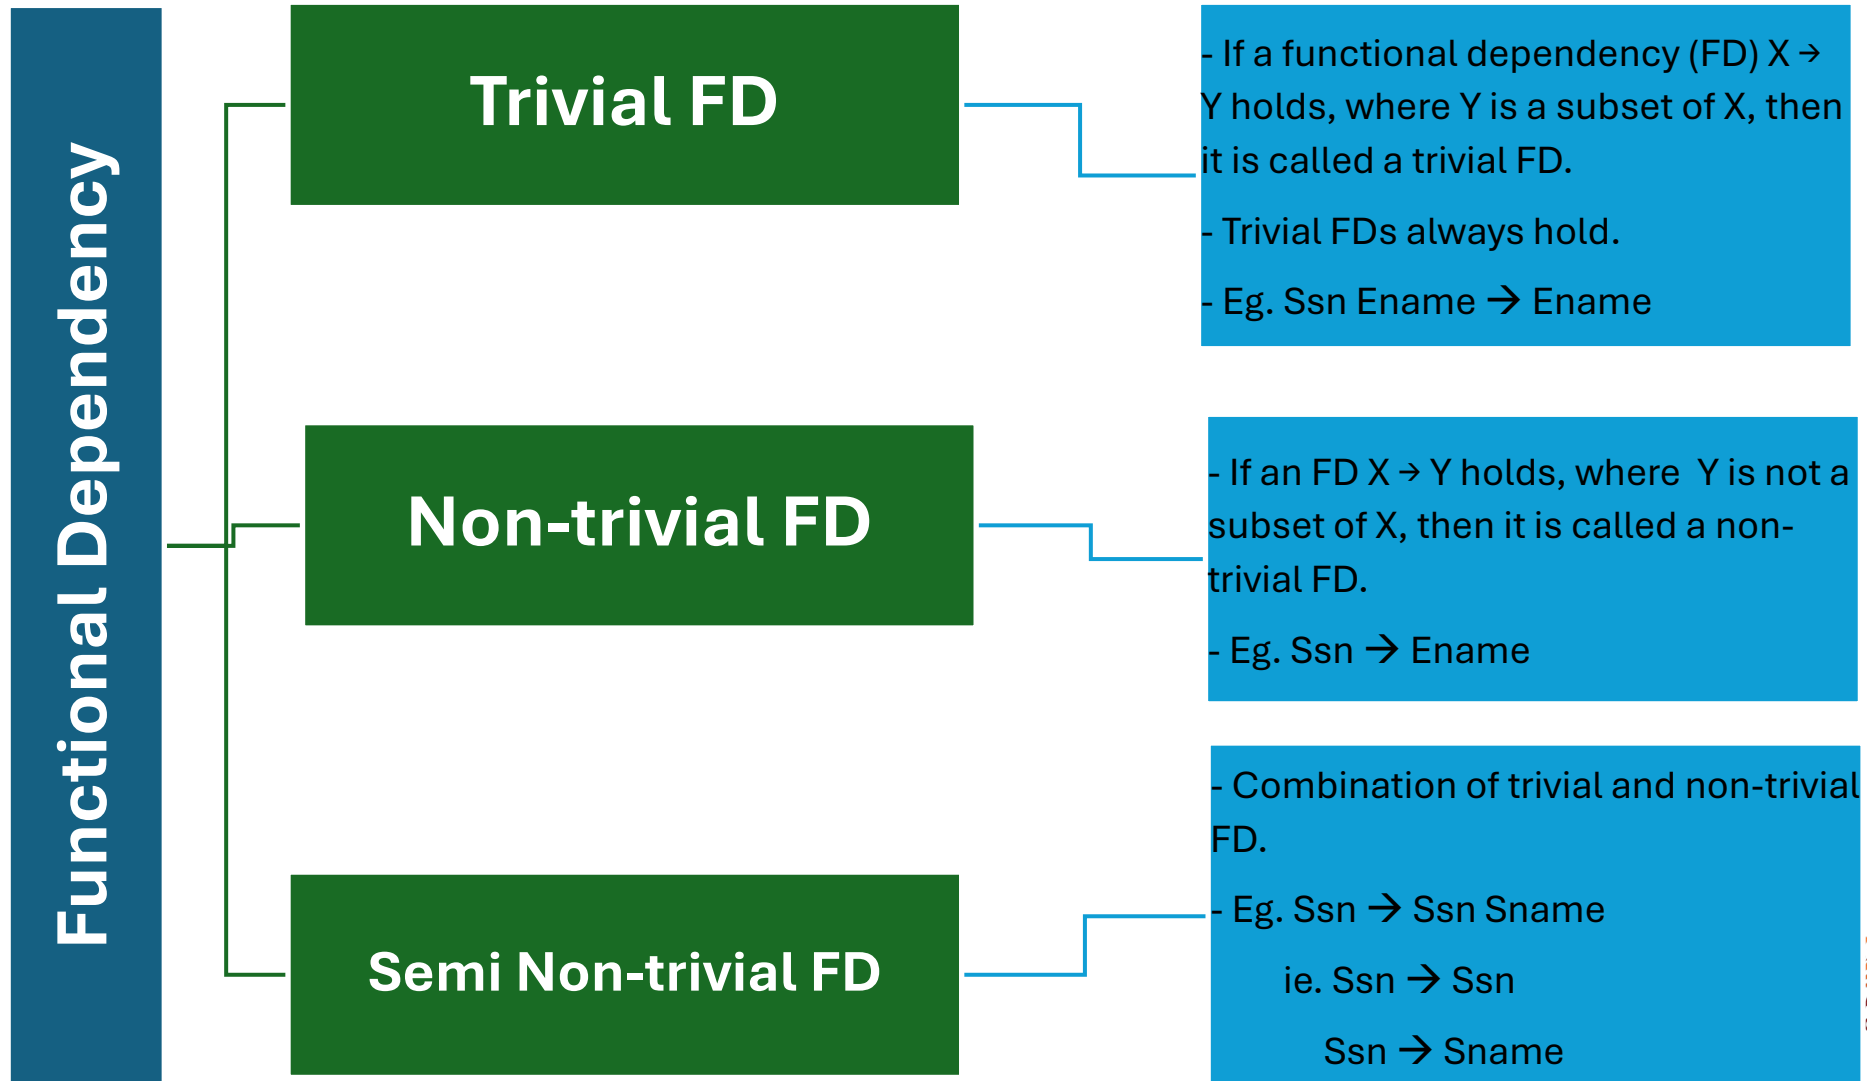 Functional Dependency
Trivial FD
- If a functional dependency (FD) X →
Y holds, where Y is a subset of X, then
it is called a trivial FD.
- Trivial FDs always hold.
- Eg. Ssn Ename → Ename
Non-trivial FD
- If an FD X → Y holds, where  Y is not a
subset of X, then it is called a non-
trivial FD.
- Eg. Ssn → Ename
Semi Non-trivial FD
- Combination of trivial and non-trivial
FD.
- Eg. Ssn → Ssn Sname
ie. Ssn → Ssn
Ssn → Sname